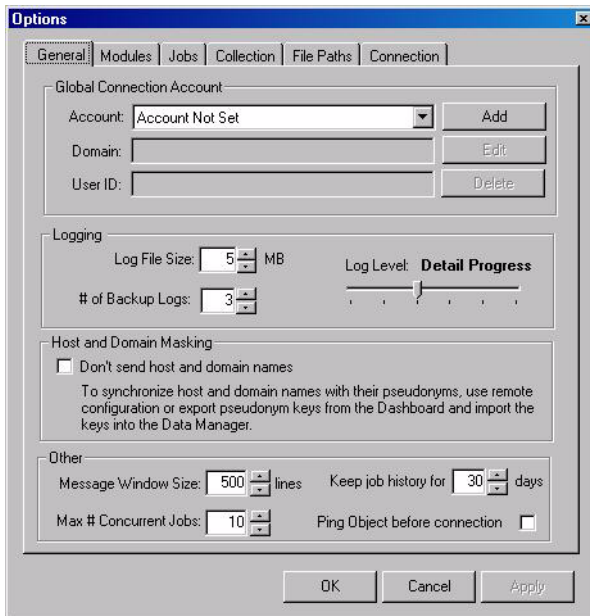 Options
General Modules Jobs Collection File Paths Connection
Global Connection Account
Account: Account Not Set Add
Domain: Edit
User ID: Delete
Logging
Log File Size: 5 MB Log Level: Detail Progress
# of Backup Logs: 3
Host and Domain Masking
Don't send host and domain names
To synchronize host and domain names with their pseudonyms, use remote
configuration or export pseudonym keys from the Dashboard and import the
keys into the Data Manager.
Other
Message Window Size: 500 lines Keep job history for 30 days
Max # Concurrent Jobs: 10 Ping Object before connection
OK Cancel Apply